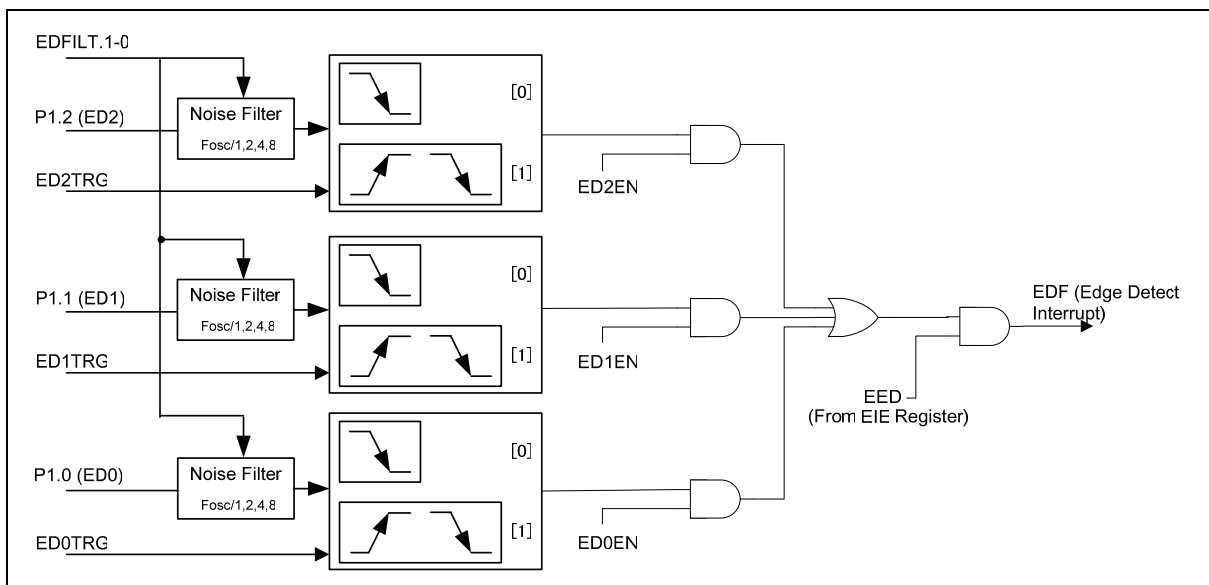 EDFILT.1-0
P1.2 (ED2)
Noise Filter
Fosc/1,2,4,8
[0]
[1]
ED2TRG
ED2EN
P1.1 (ED1)
Noise Filter
Fosc/1,2,4,8
[0]
[1]
ED1TRG
ED1EN
EDF (Edge Detect
Interrupt)
EED
(From EIE Register)
P1.0 (ED0)
Noise Filter
Fosc/1,2,4,8
[0]
[1]
ED0TRG
ED0EN